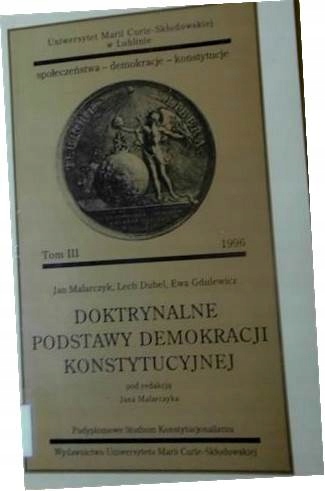 Uniwersytet Marii Curie-Skłodowskiej
w Lublinie
społeczeństwa – demokracje – konstytucje
Tom III
1996
Jan Malarczyk, Lech Dubel, Ewa Gdulewicz
DOKTRYNALNE
PODSTAWY DEMOKRACJI
KONSTYTUCYJNEJ
pod redakcją
Jana Malarczyka
Podyplomowe Studium Konstytucjonalizmu
Wydawnictwo Uniwersytetu Marii Curie-Skłodowskiej